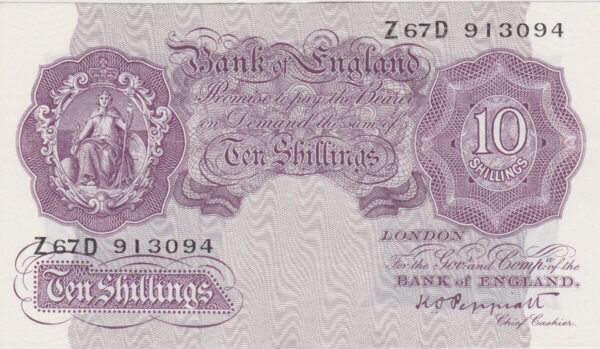 Z67D 913094
Bank of England
Promise to pay the Bearer
on Demand the sum of
Ten Shillings
10
SHILLINGS
Z67D 913094
Ten Shillings
LONDON
For the Govr. and Compa. of the
BANK OF ENGLAND.
K O Peppiatt
Chief Cashier.